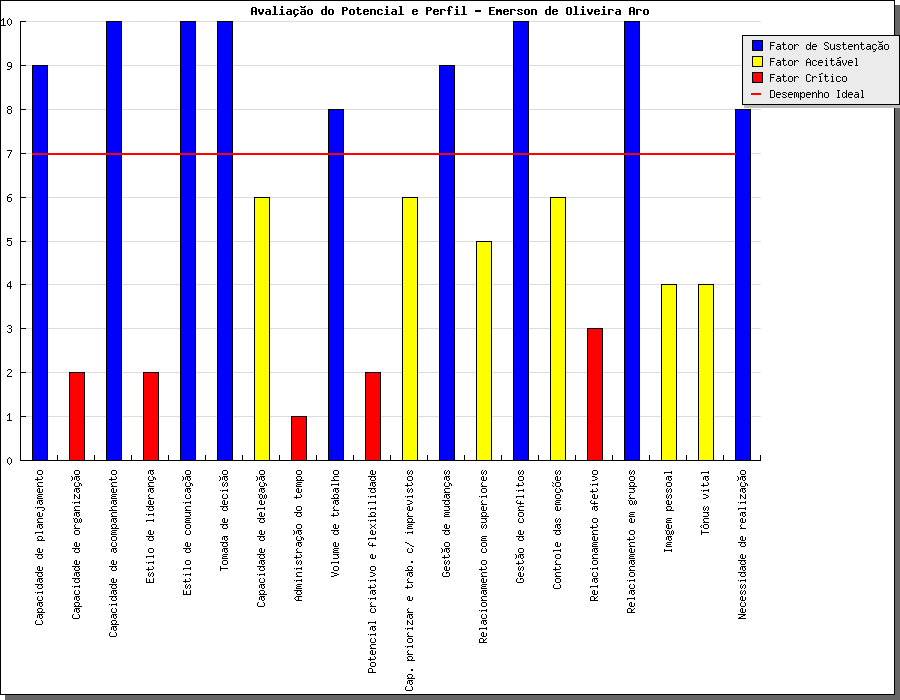 Avaliação do Potencial e Perfil - Emerson de Oliveira Aro
Fator de Sustentação
Fator Aceitável
Fator Crítico
Desempenho Ideal
10
9
8
7
6
5
4
3
2
1
0
Capacidade de planejamento
Capacidade de organização
Capacidade de acompanhamento
Estilo de liderança
Estilo de comunicação
Tomada de decisão
Capacidade de delegação
Administração do tempo
Volume de trabalho
Potencial criativo e flexibilidade
Cap. priorizar e trab. c/ imprevistos
Gestão de mudanças
Relacionamento com superiores
Gestão de conflitos
Controle das emoções
Relacionamento afetivo
Relacionamento em grupos
Imagem pessoal
Tônus vital
Necessidade de realização